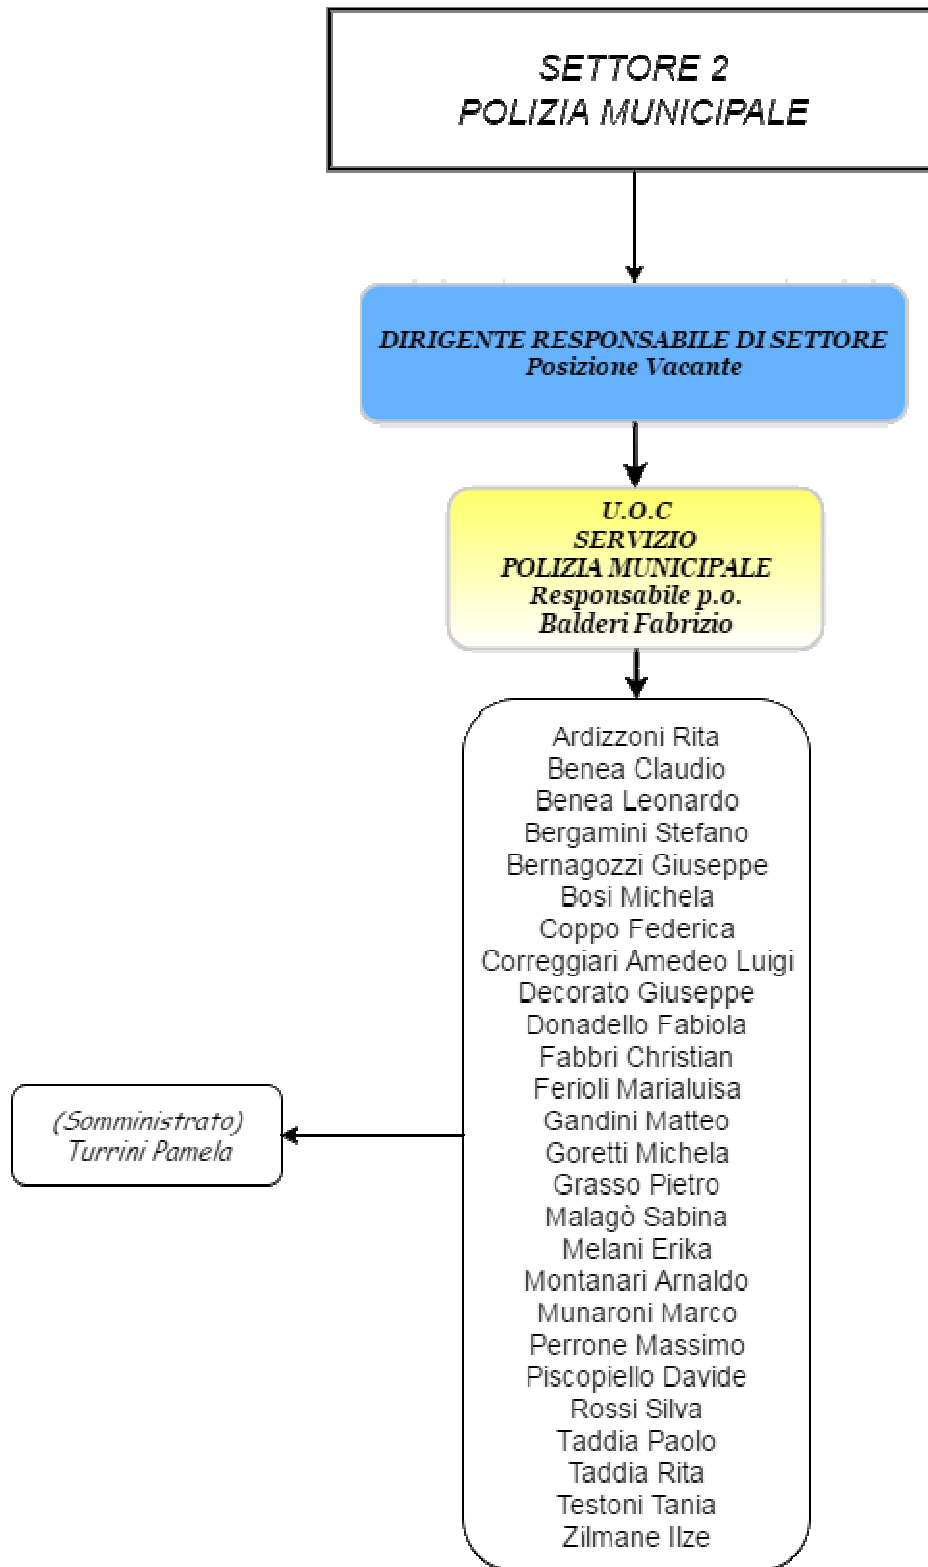 SETTORE 2
POLIZIA MUNICIPALE
DIRIGENTE RESPONSABILE DI SETTORE
Posizione Vacante
U.O.C
SERVIZIO
POLIZIA MUNICIPALE
Responsabile p.o.
Balderi Fabrizio
Ardizzoni Rita
Benea Claudio
Benea Leonardo
Bergamini Stefano
Bernagozzi Giuseppe
Bosi Michela
Coppo Federica
Correggiari Amedeo Luigi
Decorato Giuseppe
Donadello Fabiola
Fabbri Christian
Ferioli Marialuisa
Gandini Matteo
Goretti Michela
Grasso Pietro
Malagò Sabina
Melani Erika
Montanari Arnaldo
Munaroni Marco
Perrone Massimo
Piscopiello Davide
Rossi Silva
Taddia Paolo
Taddia Rita
Testoni Tania
Zilmane Ilze
(Somministrato)
Turrini Pamela